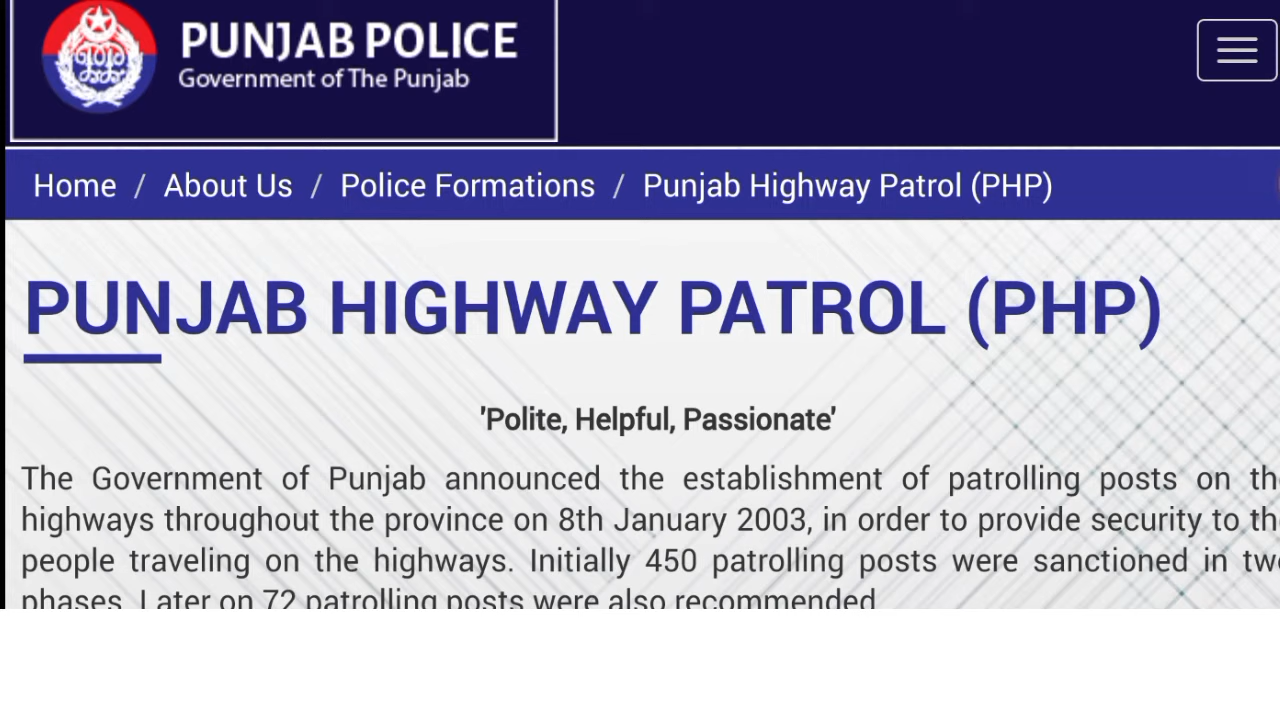 PUNJAB POLICE
Government of The Punjab
Home / About Us / Police Formations / Punjab Highway Patrol (PHP)
PUNJAB HIGHWAY PATROL (PHP)
'Polite, Helpful, Passionate'
The Government of Punjab announced the establishment of patrolling posts on
highways throughout the province on 8th January 2003, in order to provide security to
people traveling on the highways. Initially 450 patrolling posts were sanctioned in
phases. Later on 72 patrolling posts were also recommended